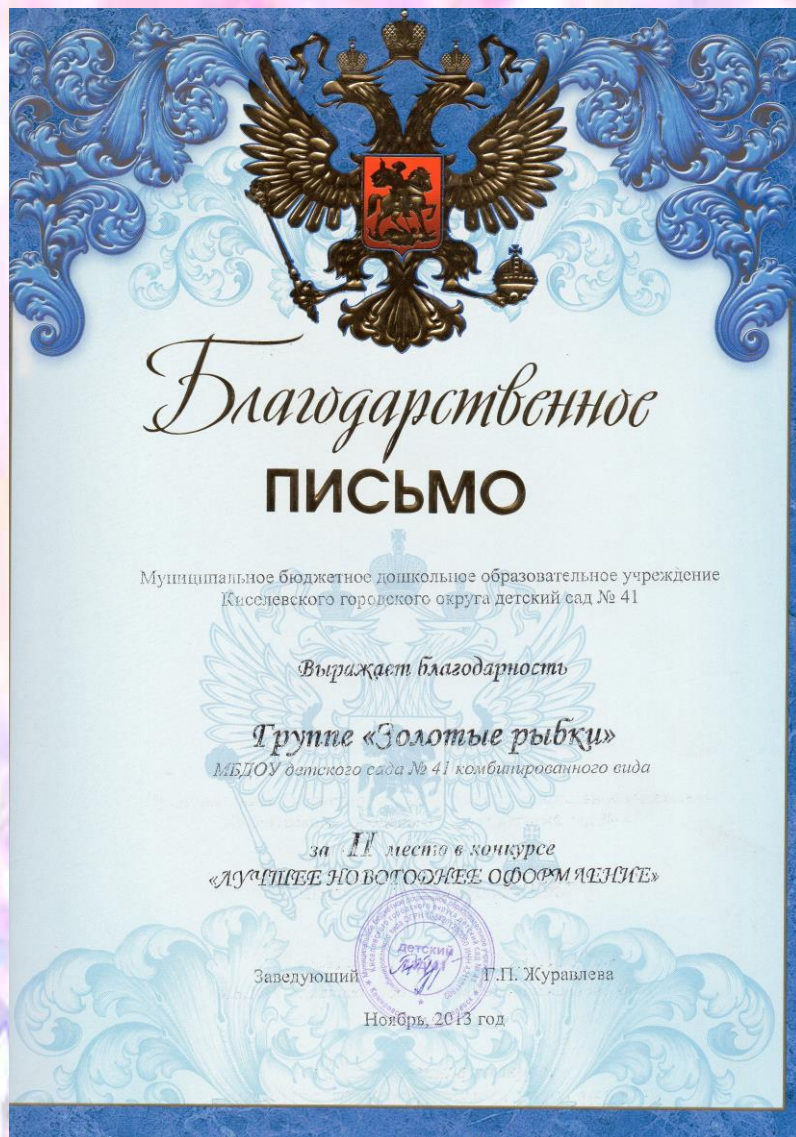 Благодарственное
ПИСЬМО
Муниципальное бюджетное дошкольное образовательное учреждение
Киселевского городского округа детский сад № 41
Выражает благодарность
Группе «Золотые рыбки»
МБДОУ детского сада № 41 комбинированного вида
за II место в конкурсе
«ЛУЧШЕЕ НОВОГОДНЕЕ ОФОРМЛЕНИЕ»
детский
Заведующий Г.П. Журавлева
Ноябрь, 2013 год